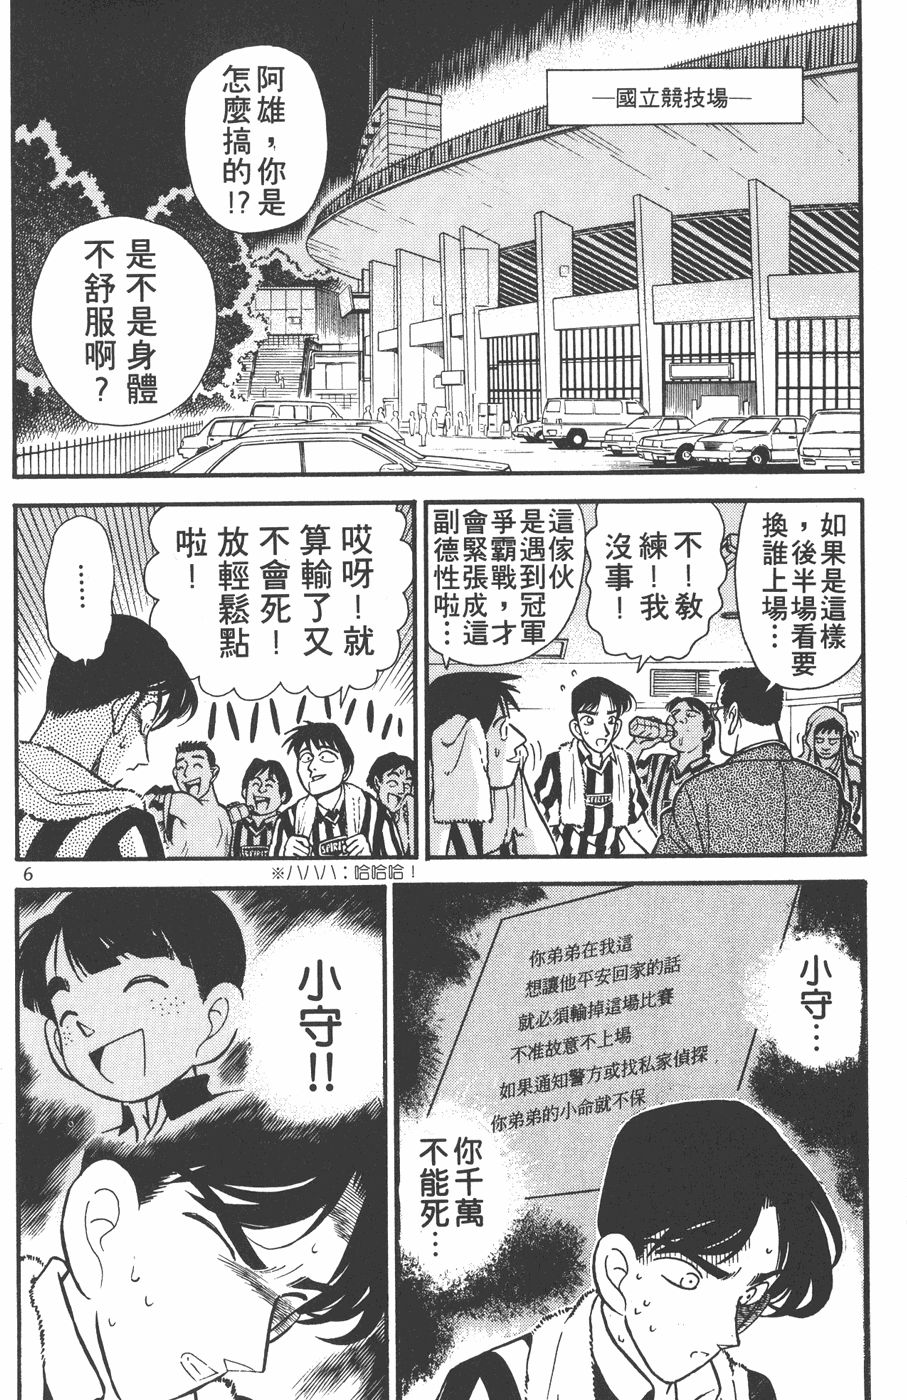 —國立競技場—
阿雄，你是
怎麼搞的!?
是不是身體
不舒服啊?
如果是這樣
，後半場看要
換誰上場…
不！教
練！我
沒事！
這傢伙
是遇到冠軍
爭霸戰，才
會緊張成這
副德性啦…
SPIRIT
哎呀！就
算輸了又
不會死！
放輕鬆點
啦！
……
SPIRIT
SPIRIT
※ハハハ：哈哈哈！
6
小守…
你弟弟在我這
想讓他平安回家的話
就必須輸掉這場比賽
不准故意不上場
如果通知警方或找私家偵探
你弟弟的小命就不保
你千萬
不能死…
小守!!